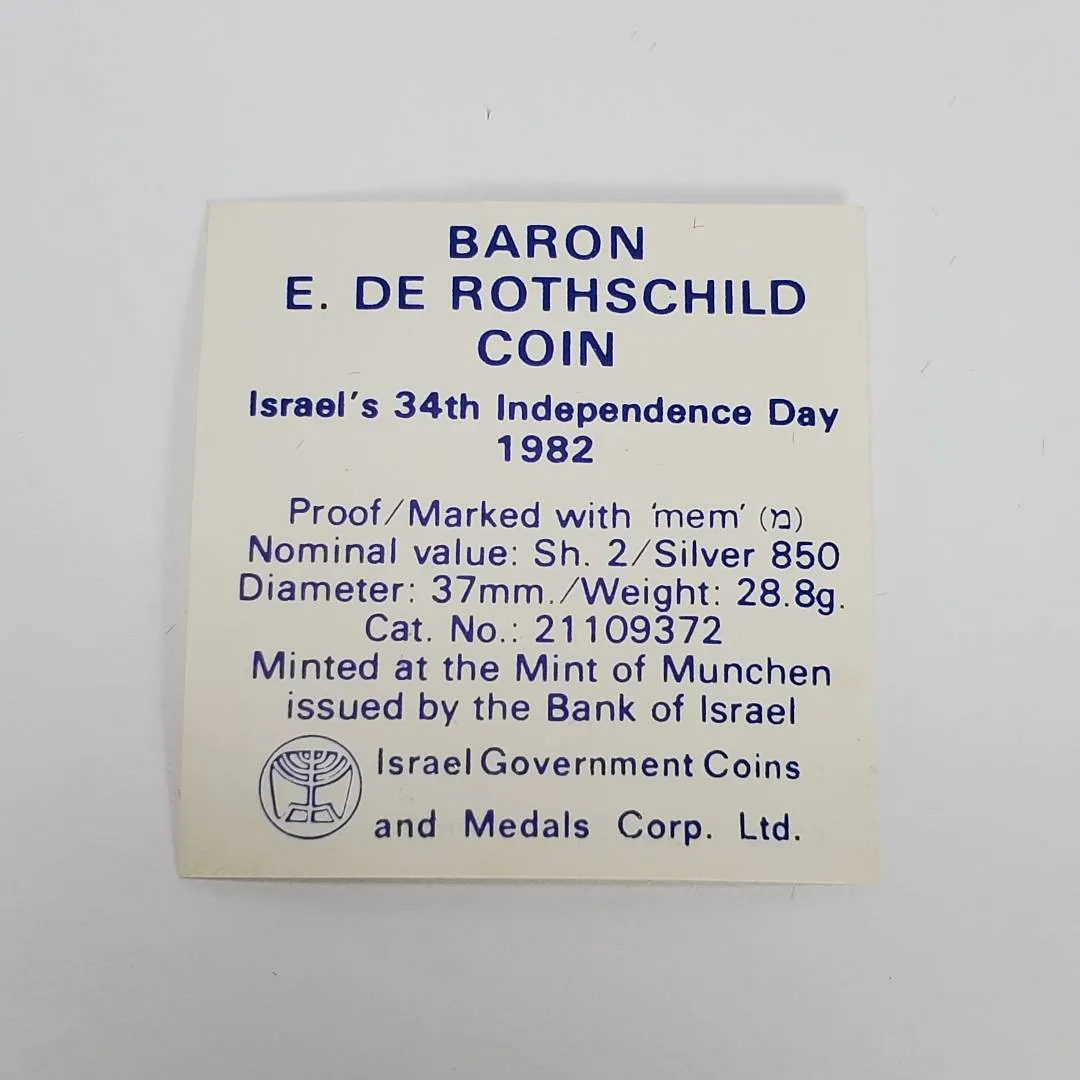 BARON
E. DE ROTHSCHILD
COIN
Israel's 34th Independence Day
1982
Proof/Marked with 'mem' (מ)
Nominal value: Sh. 2/Silver 850
Diameter: 37mm./Weight: 28.8g.
Cat. No.: 21109372
Minted at the Mint of Munchen
issued by the Bank of Israel
Israel Government Coins
and Medals Corp. Ltd.